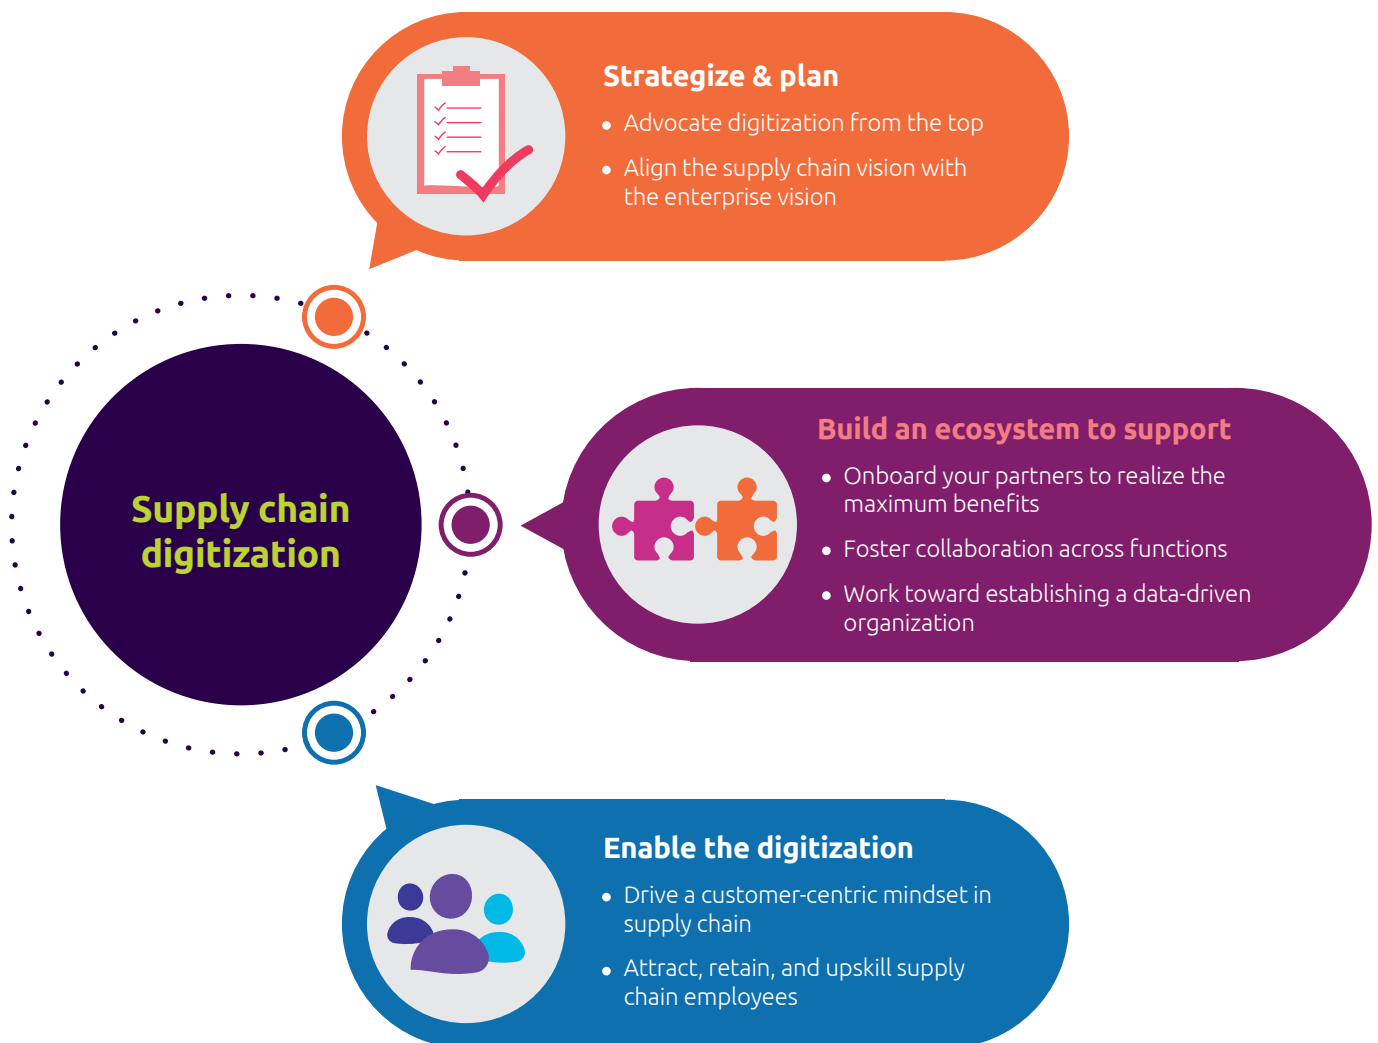 Strategize & plan
• Advocate digitization from the top
• Align the supply chain vision with
the enterprise vision
Supply chain
digitization
Build an ecosystem to support
• Onboard your partners to realize the
maximum benefits
• Foster collaboration across functions
• Work toward establishing a data-driven
organization
Enable the digitization
• Drive a customer-centric mindset in
supply chain
• Attract, retain, and upskill supply
chain employees